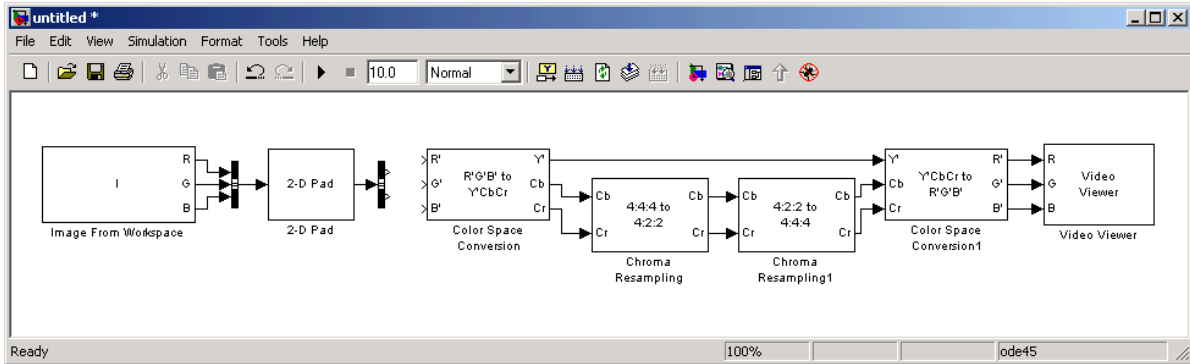 untitled *
File Edit View Simulation Format Tools Help
10.0 Normal
I
R
G
B
Image From Workspace
2-D Pad
2-D Pad
R'
G'
B'
R'G'B' to
Y'CbCr
Y'
Cb
Cr
Color Space
Conversion
Cb
Cr
4:4:4 to
4:2:2
Cb
Cr
Chroma
Resampling
Cb
Cr
4:2:2 to
4:4:4
Cb
Cr
Chroma
Resampling1
Y'
Cb
Cr
Y'CbCr to
R'G'B'
R'
G'
B'
Color Space
Conversion1
R
G
B
Video
Viewer
Video Viewer
Ready 100% ode45